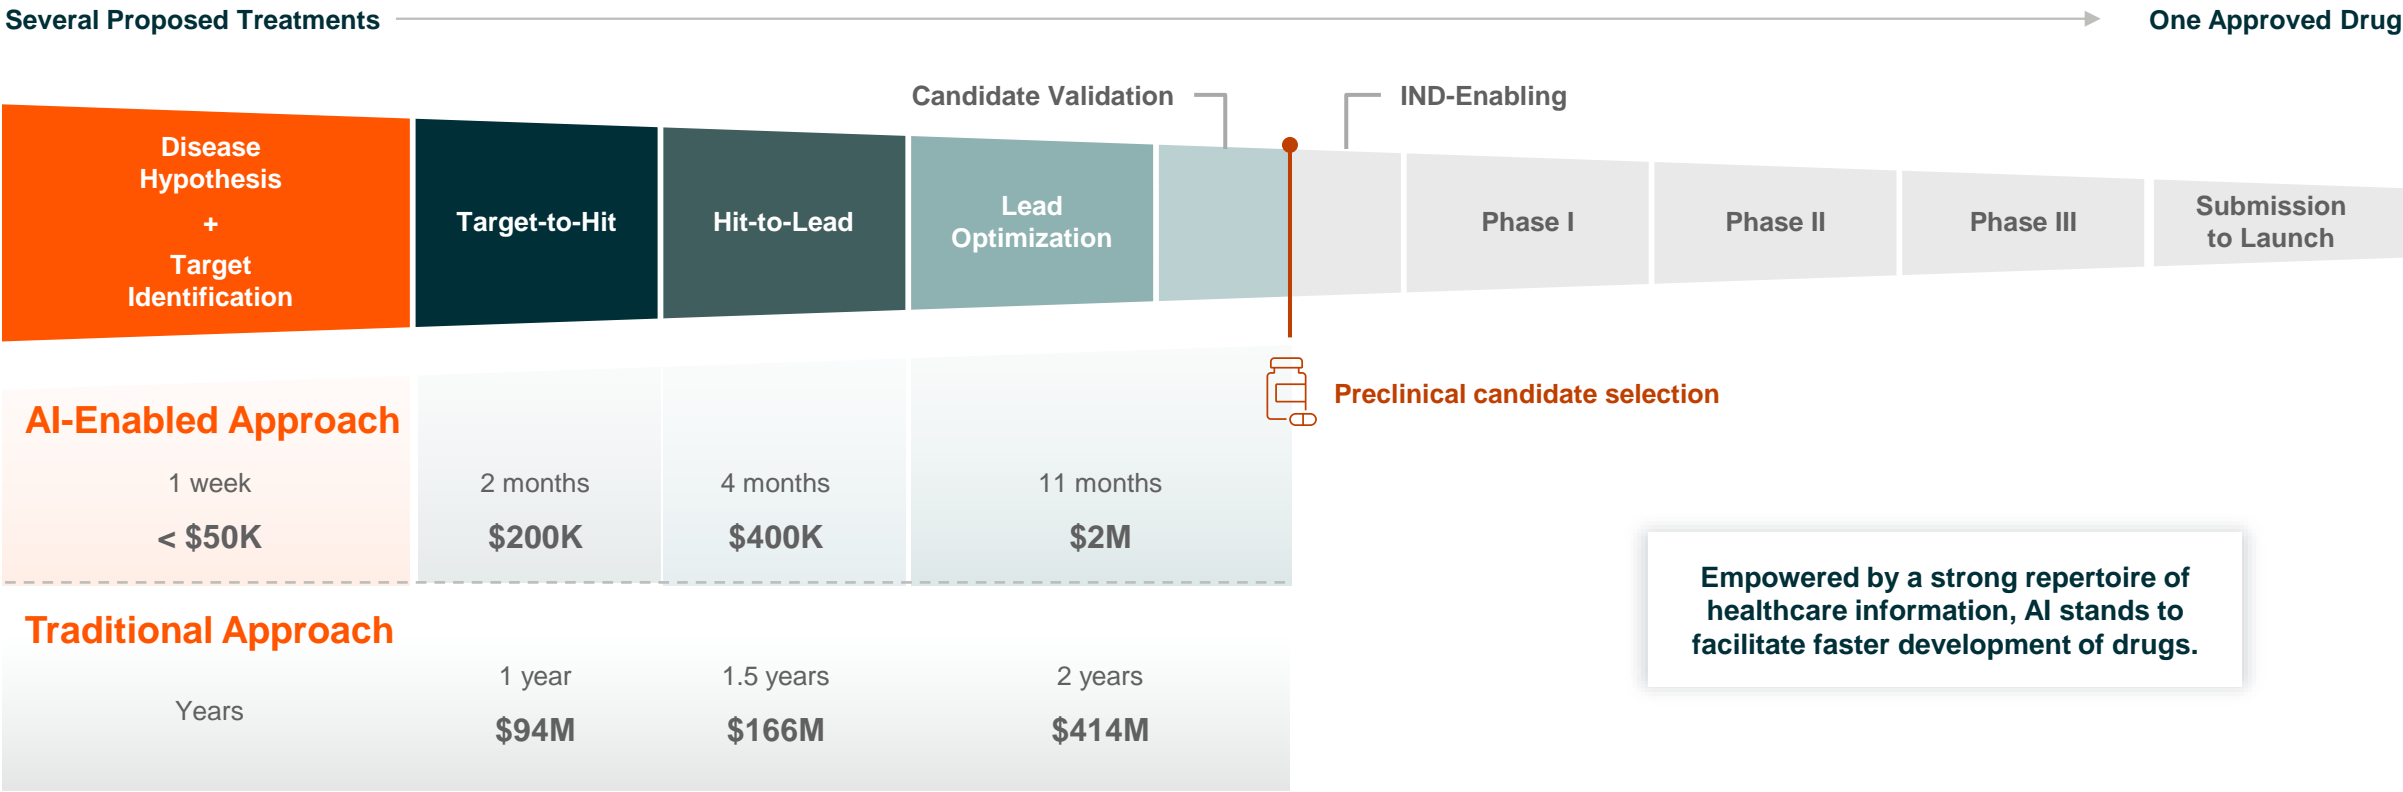 Several Proposed Treatments
One Approved Drug
Candidate Validation
IND-Enabling
Disease
Hypothesis
+
Target
Identification
Target-to-Hit
Hit-to-Lead
Lead
Optimization
Phase I
Phase II
Phase III
Submission
to Launch
Preclinical candidate selection
AI-Enabled Approach
1 week
< $50K
2 months
$200K
4 months
$400K
11 months
$2M
Traditional Approach
Years
1 year
$94M
1.5 years
$166M
2 years
$414M
Empowered by a strong repertoire of
healthcare information, AI stands to
facilitate faster development of drugs.